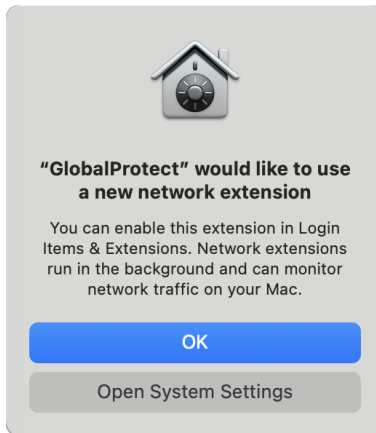 “GlobalProtect” would like to use
a new network extension
You can enable this extension in Login
Items & Extensions. Network extensions
run in the background and can monitor
network traffic on your Mac.
OK
Open System Settings